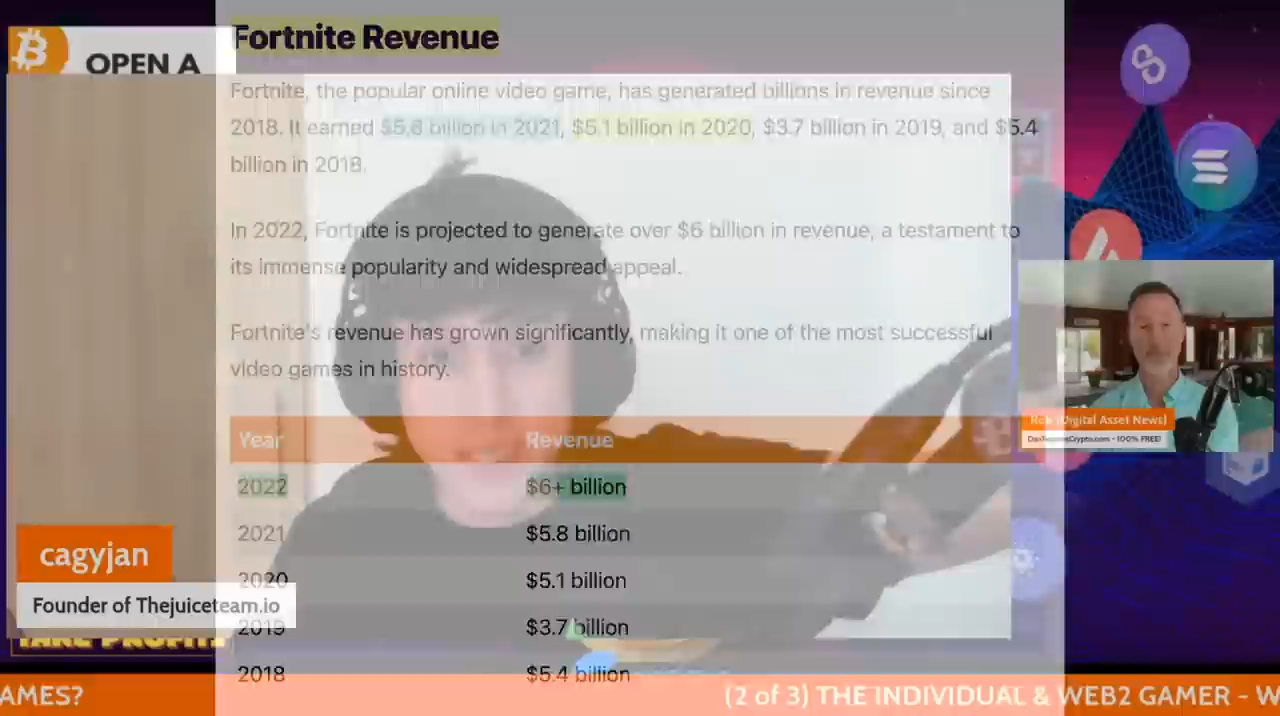 Fortnite Revenue
OPEN A
Fortnite, the popular online video game, has generated billions in revenue since
2018. It earned $5.8 billion in 2021, $5.1 billion in 2020, $3.7 billion in 2019, and $5.4
billion in 2018.
In 2022, Fortnite is projected to generate over $6 billion in revenue, a testament to
its immense popularity and widespread appeal.
Fortnite's revenue has grown significantly, making it one of the most successful
video games in history.
Year Revenue
2022 $6+ billion
2021 $5.8 billion
2020 $5.1 billion
2019 $3.7 billion
2018 $5.4 billion
Rob (Digital Asset News)
cagyjan
Founder of Thejuiceteam.io
TAKE PROFIT
AMES?
(2 of 3) THE INDIVIDUAL & WEB2 GAMER - W